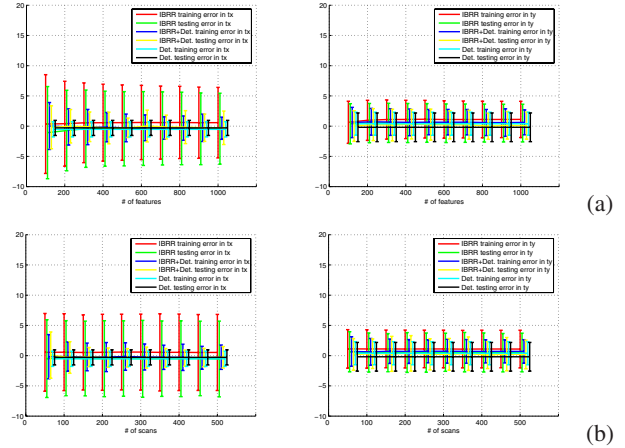 20
15
10
5
0
−5
−10
0 200 400 600 800 1000
# of features
IBRR training error in tx
IBRR testing error in tx
IBRR+Det. training error in tx
IBRR+Det. testing error in tx
Det. training error in tx
Det. testing error in tx
20
15
10
5
0
−5
−10
0 200 400 600 800 1000
# of features
IBRR training error in ty
IBRR testing error in ty
IBRR+Det. training error in ty
IBRR+Det. testing error in ty
Det. training error in ty
Det. testing error in ty
(a)
20
15
10
5
0
−5
−10
0 100 200 300 400 500
# of scans
IBRR training error in tx
IBRR testing error in tx
IBRR+Det. training error in tx
IBRR+Det. testing error in tx
Det. training error in tx
Det. testing error in tx
20
15
10
5
0
−5
−10
0 100 200 300 400 500
# of scans
IBRR training error in ty
IBRR testing error in ty
IBRR+Det. training error in ty
IBRR+Det. testing error in ty
Det. training error in ty
Det. testing error in ty
(b)